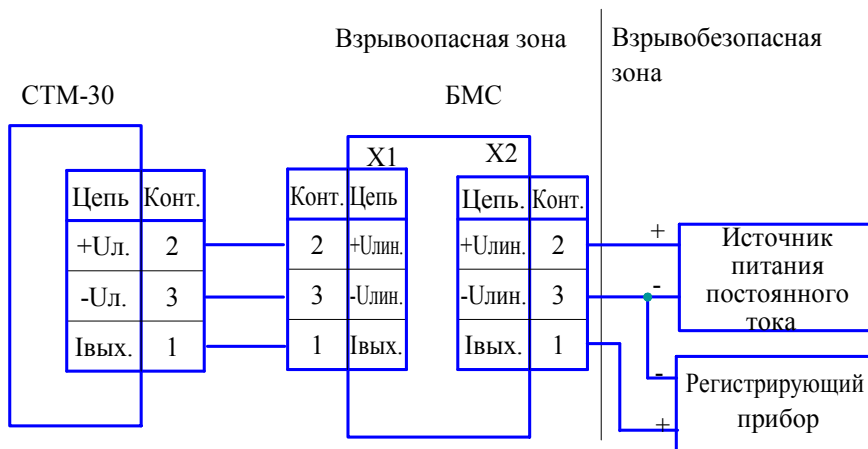 Взрывоопасная зона
Взрывобезопасная
зона
СТМ-30
БМС
X1
X2
Цепь Конт.
+Uл. 2
-Uл. 3
Iвых. 1
Конт. Цепь
2 +Uлин.
3 -Uлин.
1 Iвых.
Цепь. Конт.
+Uлин. 2
-Uлин. 3
Iвых. 1
+
-
Источник
питания
постоянного
тока
-
+
Регистрирующий
прибор